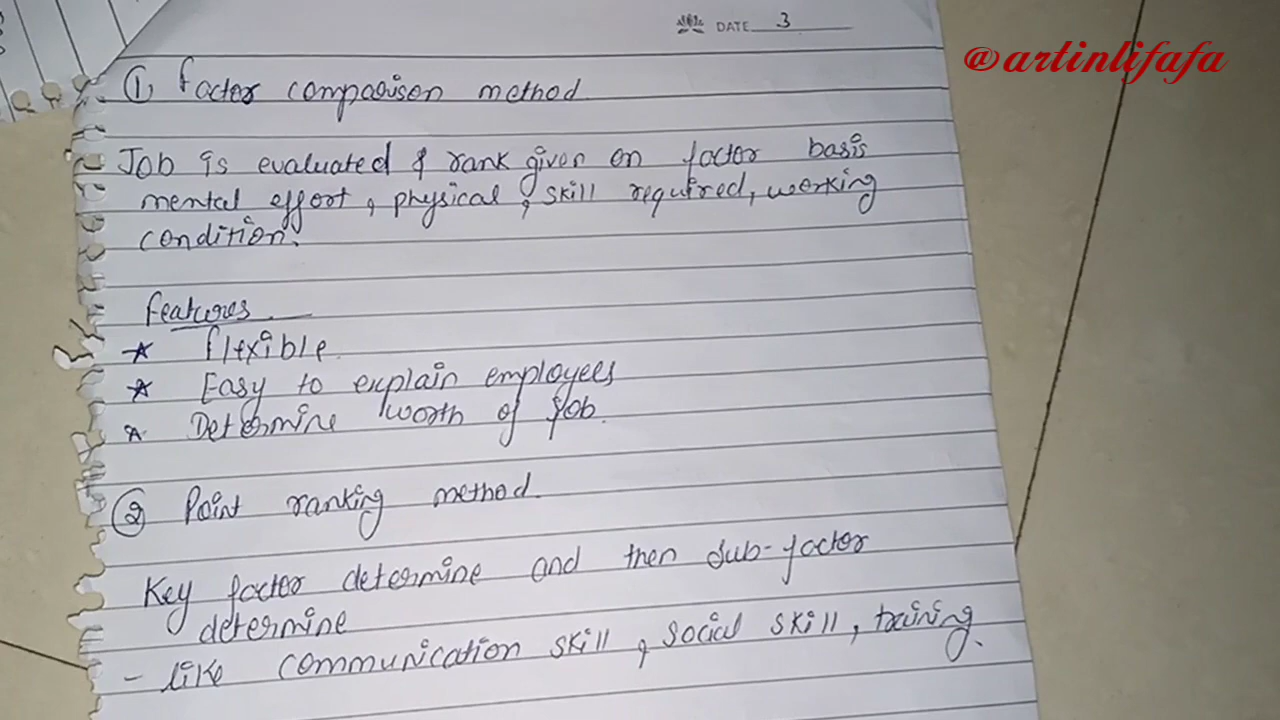 DATE 3
@artinlifafa
① Factor comparison method
Job is evaluated & rank given on factor basis
mental effort, physical, skill required, working
condition.
features
☆ flexible
☆ Easy to explain employees
☆ Determine worth of job.
② Point ranking method.
Key factor determine and then sub-factor
determine
- like communication skill, social skill, training.